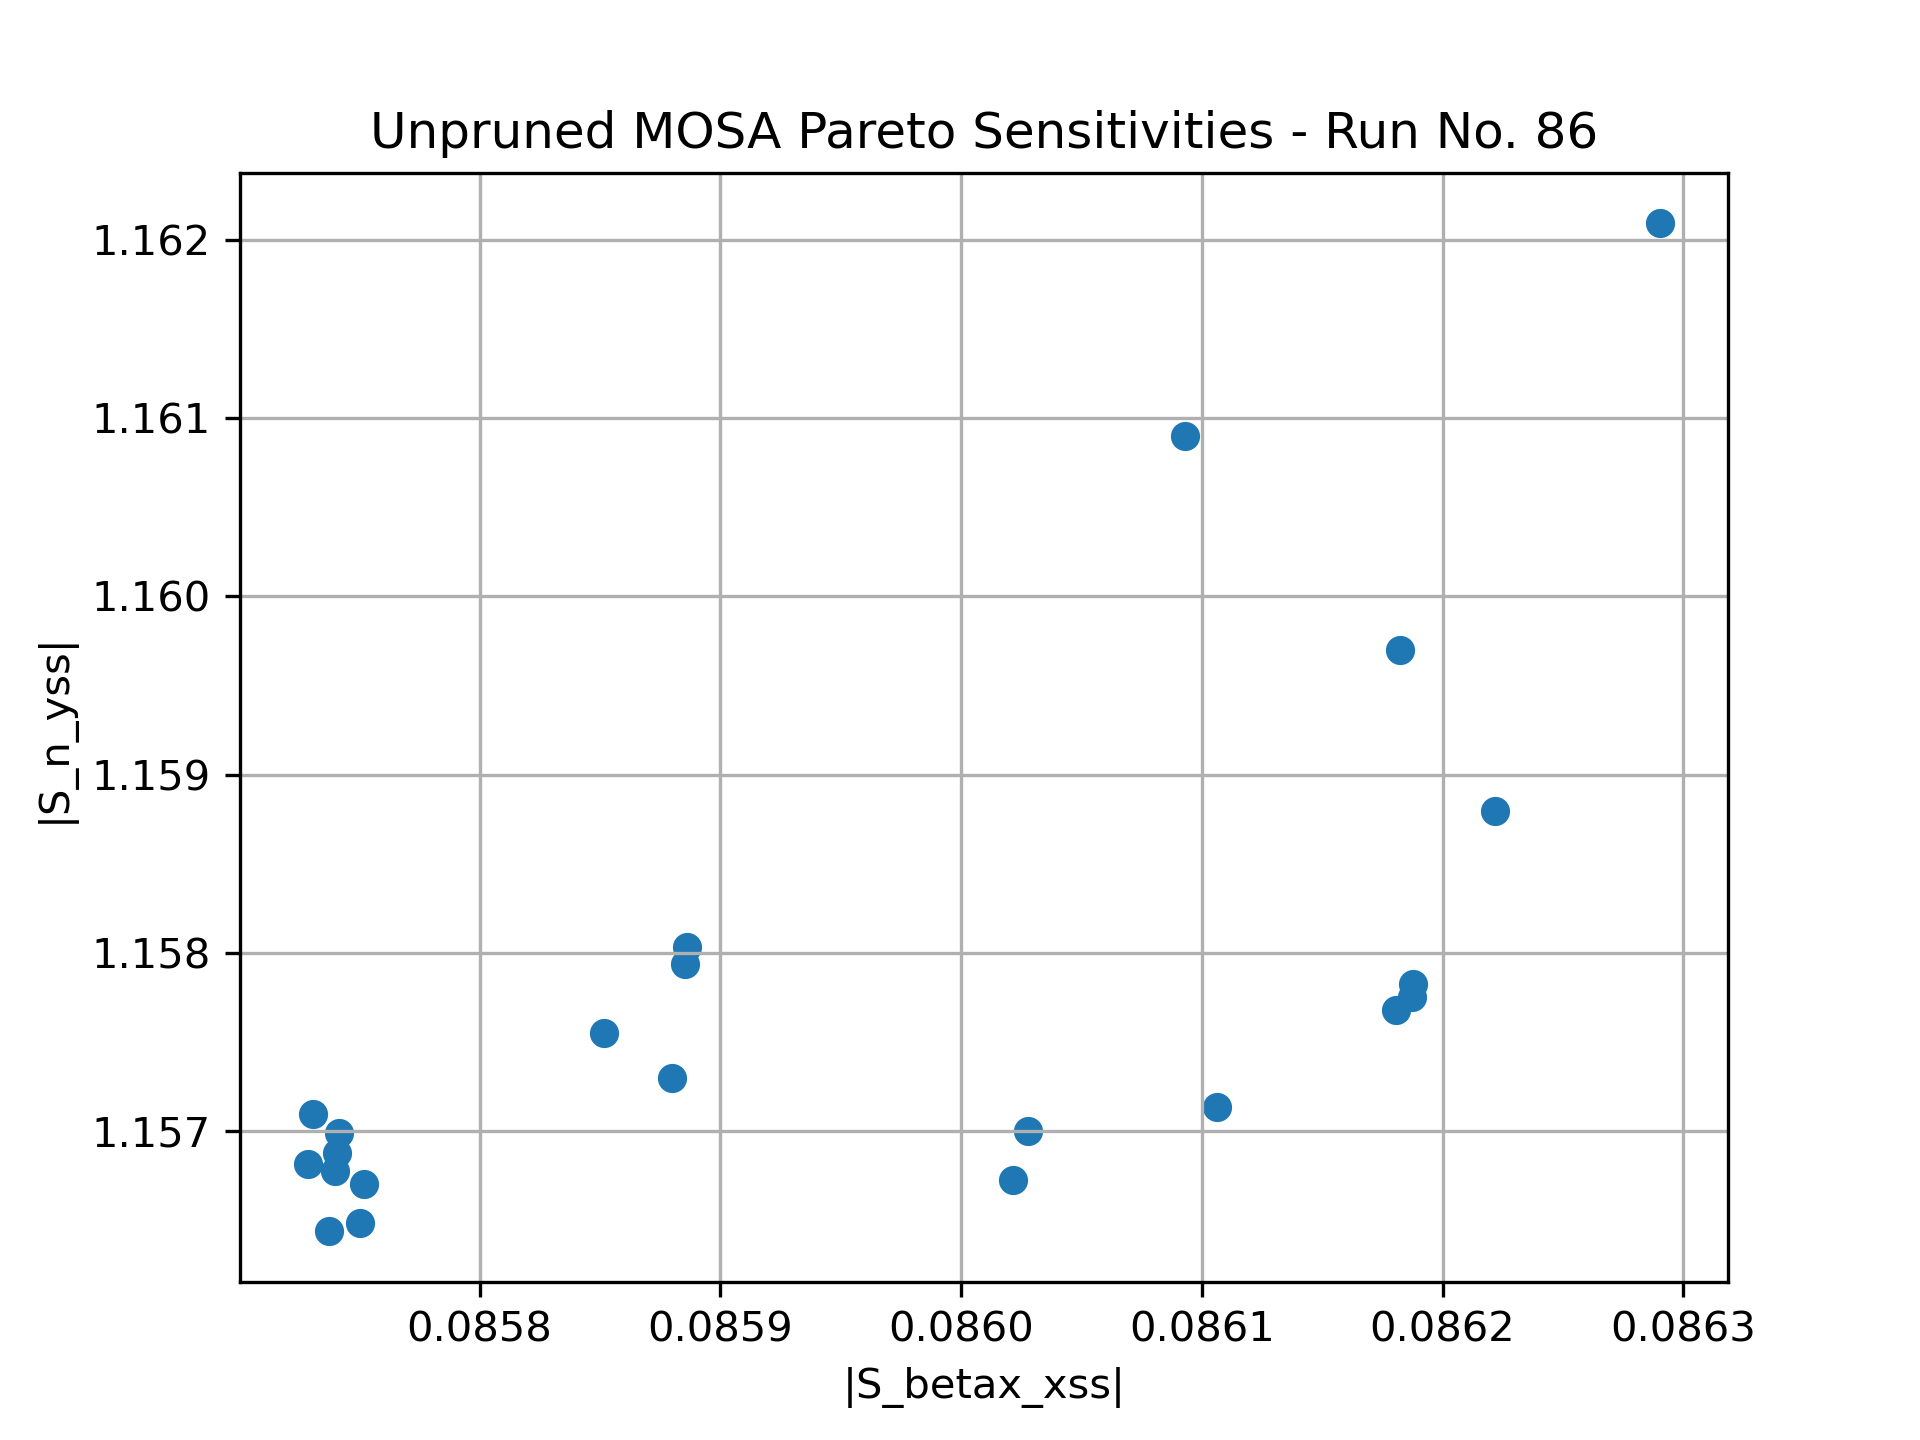 Unpruned MOSA Pareto Sensitivities - Run No. 86
1.162
1.161
1.160
1.159
1.158
1.157
|S_n_yss|
0.0858 0.0859 0.0860 0.0861 0.0862 0.0863
|S_betax_xss|